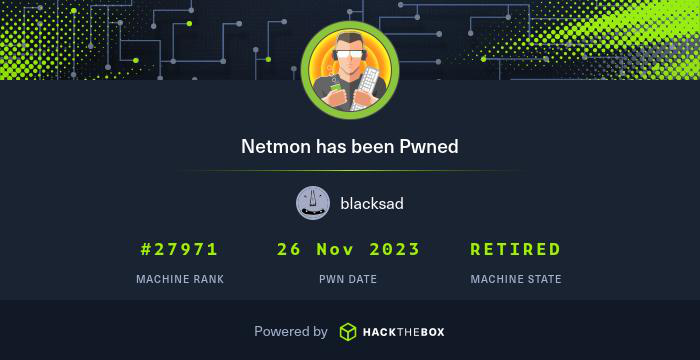 Netmon has been Pwned
blacksad
#27971 26 Nov 2023 RETIRED
MACHINE RANK PWN DATE MACHINE STATE
Powered by HACKTHEBOX